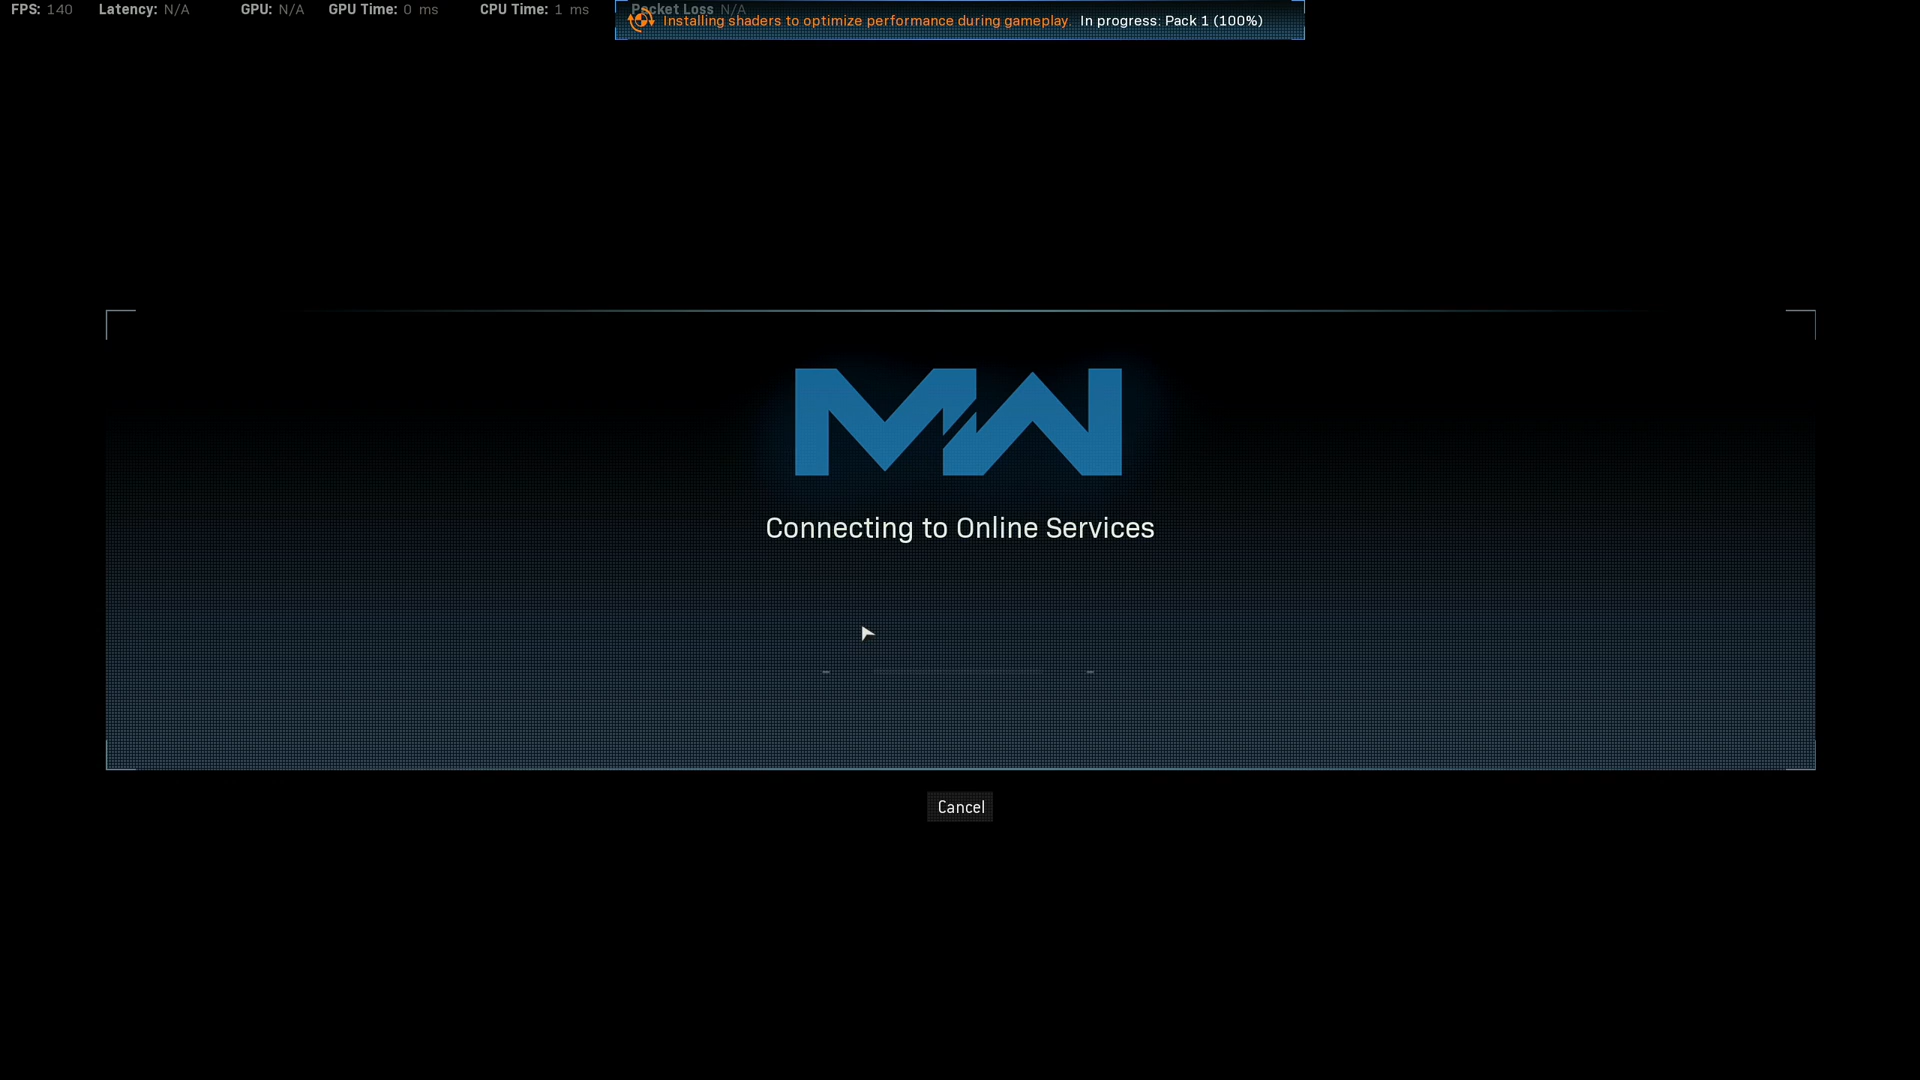 FPS: 140 Latency: N/A GPU: N/A GPU Time: 0 ms CPU Time: 1 ms Packet Loss N/A
Installing shaders to optimize performance during gameplay. In progress: Pack 1 (100%)
MW
Connecting to Online Services
Cancel